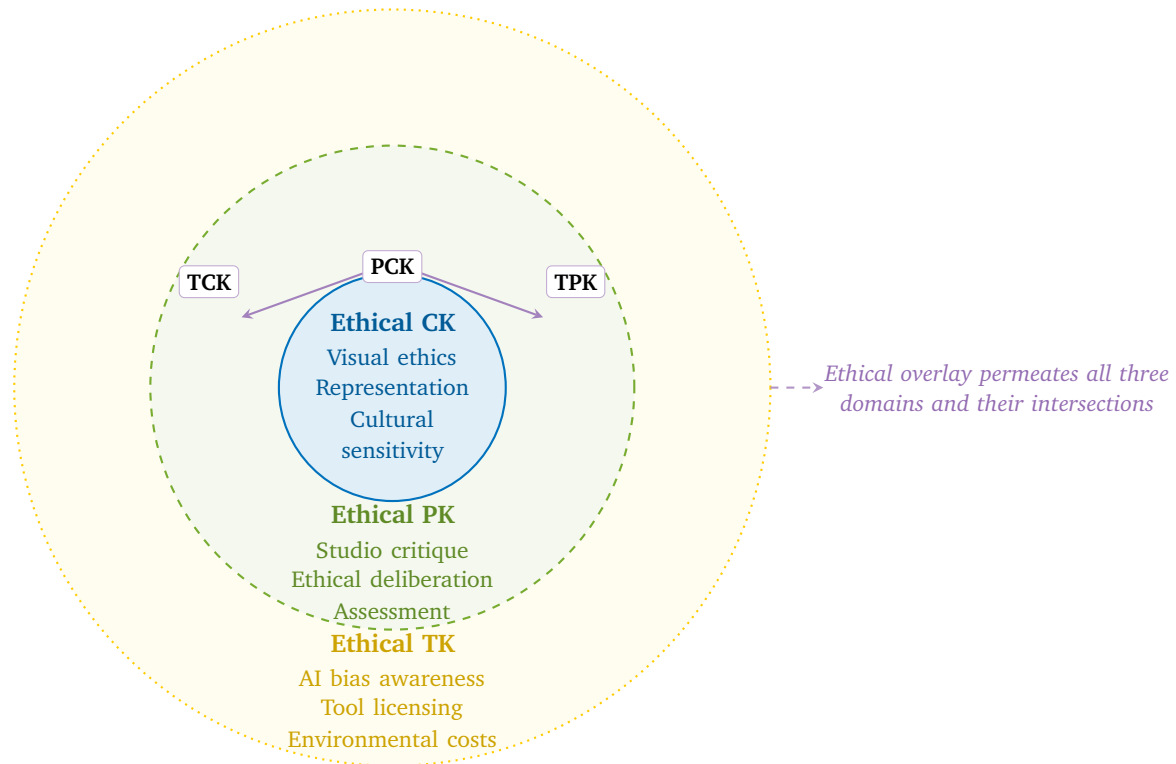 PCK
TCK
TPK
Ethical CK
Visual ethics
Representation
Cultural
sensitivity
Ethical overlay permeates all three
domains and their intersections
Ethical PK
Studio critique
Ethical deliberation
Assessment
Ethical TK
AI bias awareness
Tool licensing
Environmental costs